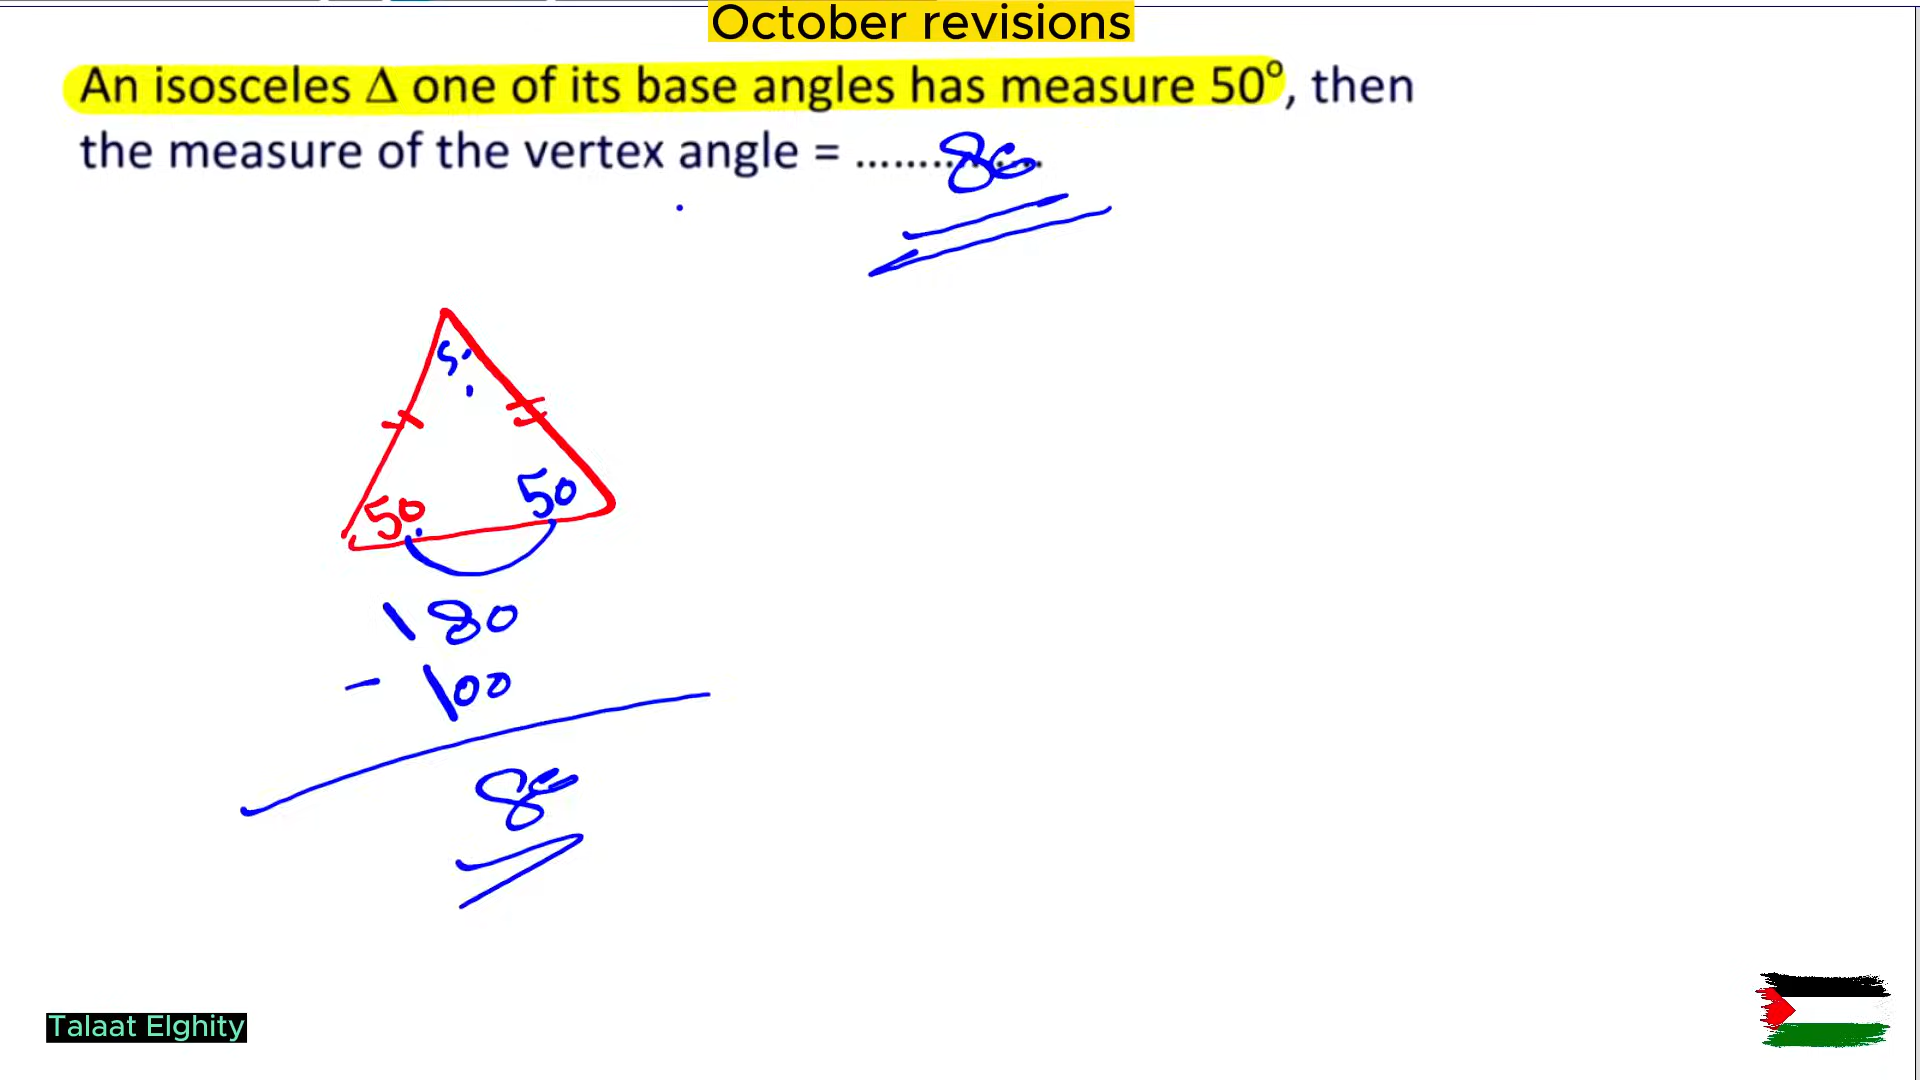 October revisions
An isosceles Δ one of its base angles has measure 50°, then
the measure of the vertex angle = ............... 80
50
50
180
- 100
80
Talaat Elghity